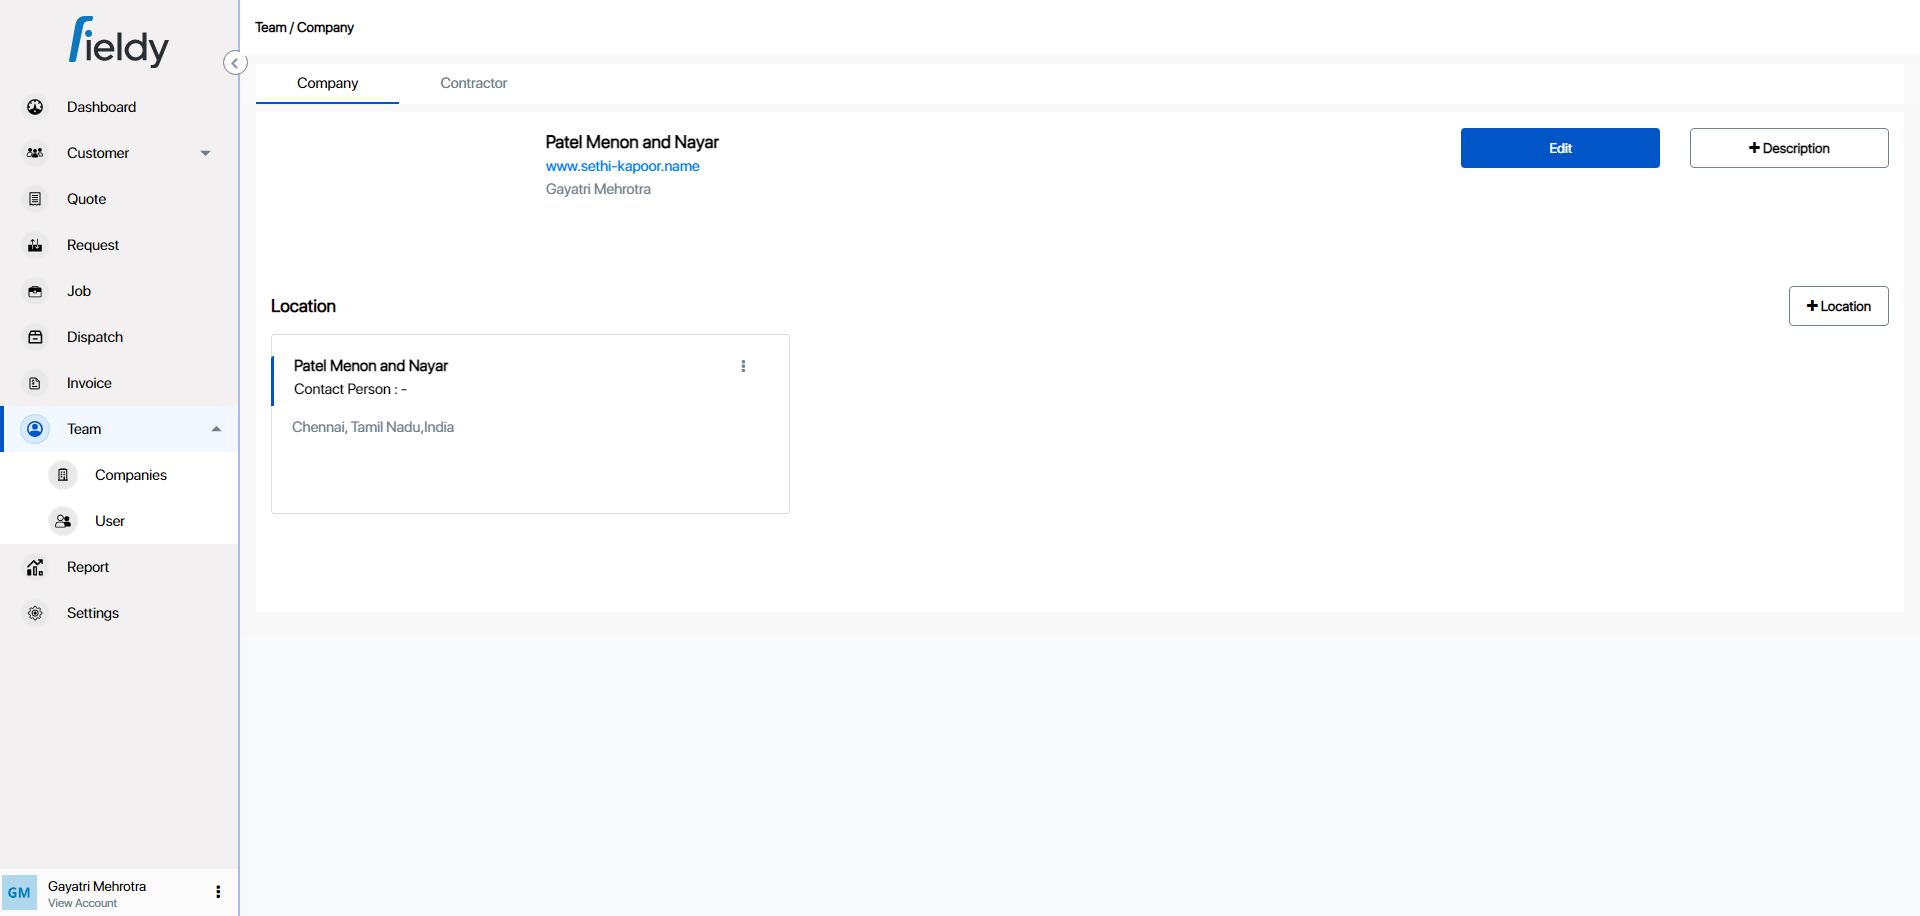 fieldy
Team / Company
Company
Contractor
Dashboard
Customer
Quote
Request
Job
Dispatch
Invoice
Team
Companies
User
Report
Settings
Patel Menon and Nayar
www.sethi-kapoor.name
Gayatri Mehrotra
Edit
+ Description
Location
+ Location
Patel Menon and Nayar
Contact Person : -
Chennai, Tamil Nadu,India
GM
Gayatri Mehrotra
View Account